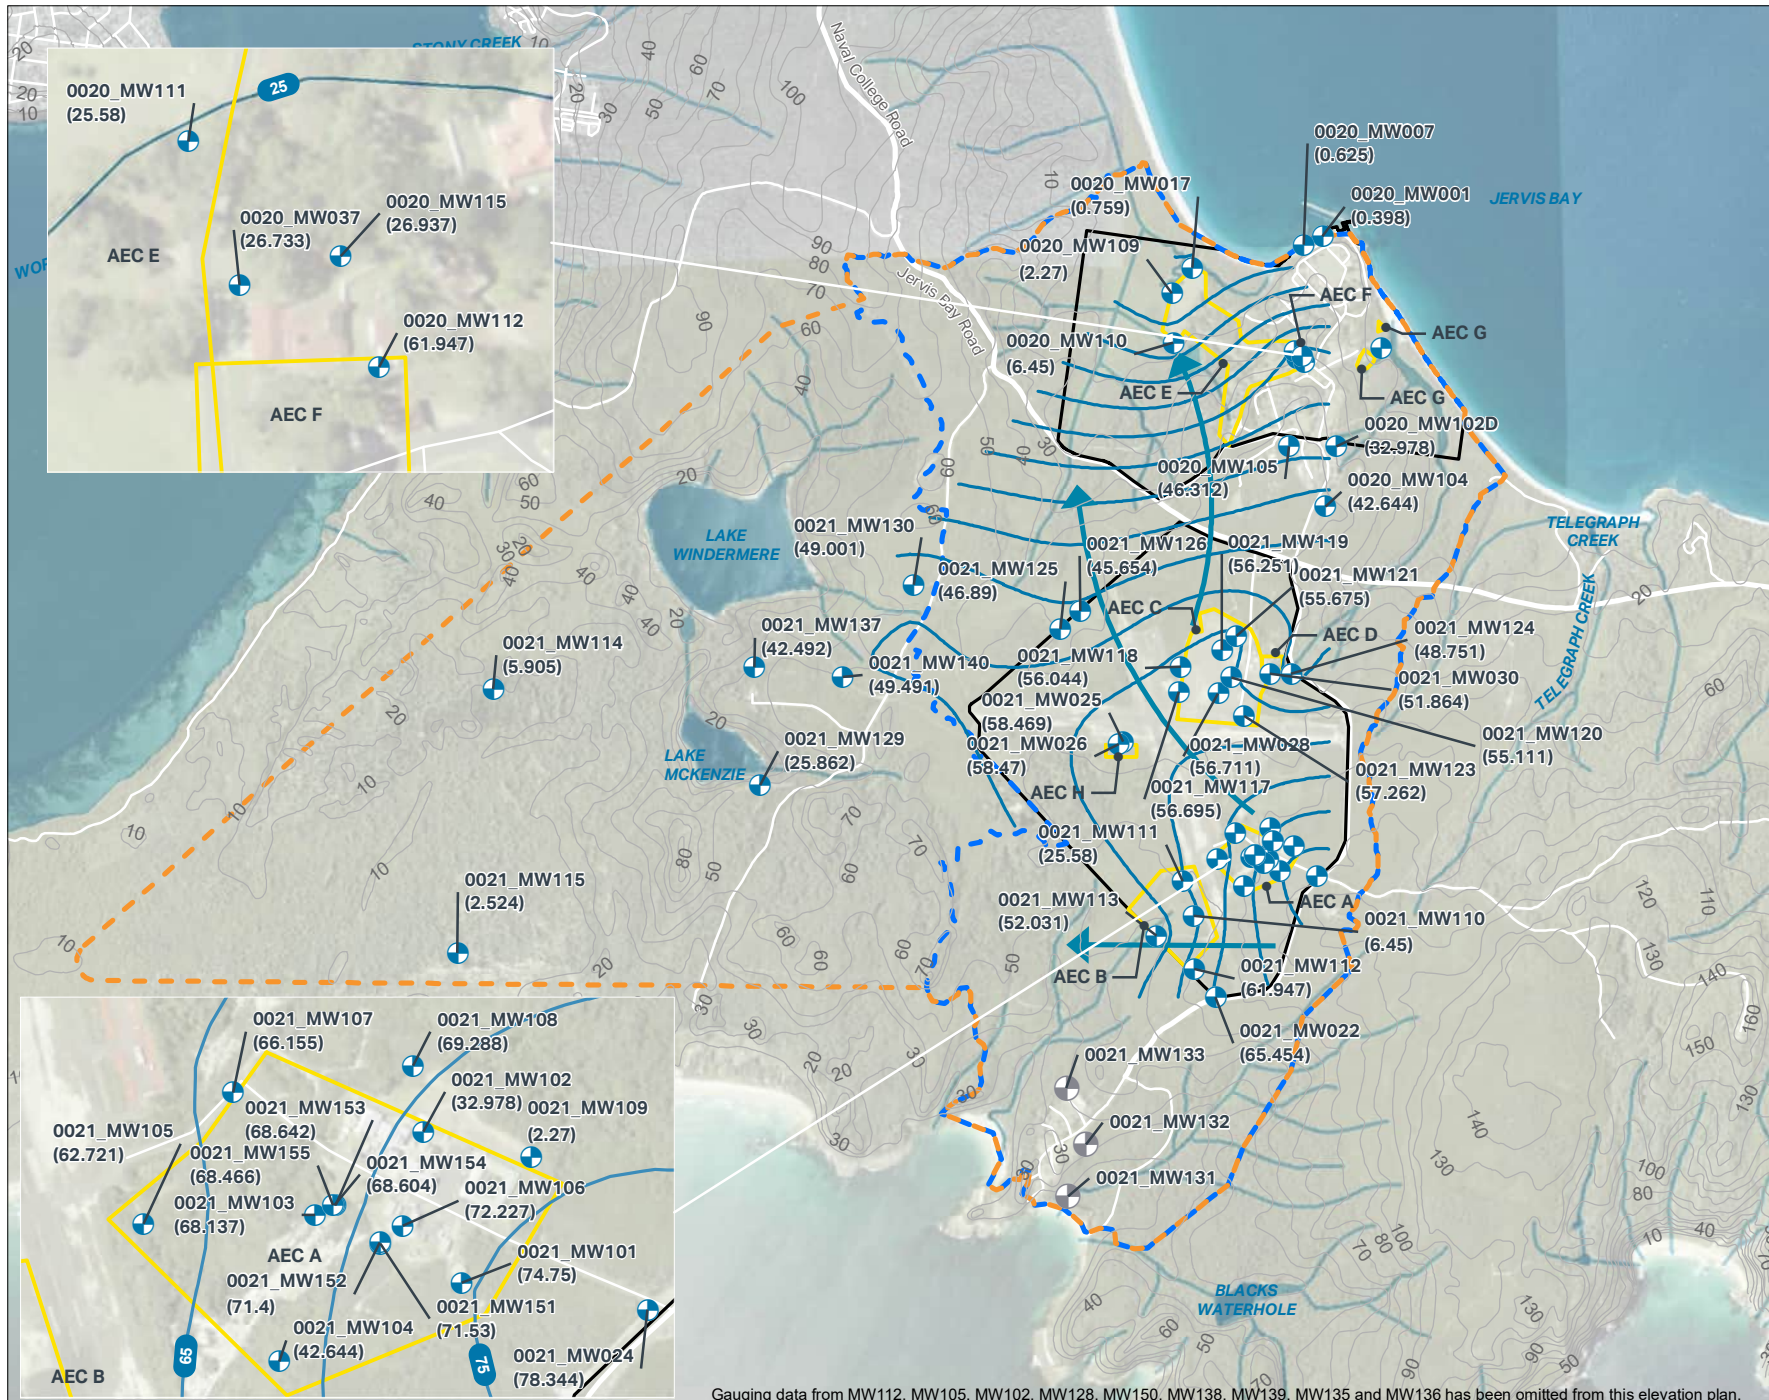 STONY CREEK
Naval College Road
0020_MW111
(25.58)
25
0020_MW037
(26.733)
0020_MW115
(26.937)
AEC E
0020_MW112
(61.947)
AEC F
0020_MW007
(0.625)
0020_MW017
(0.759)
0020_MW001
(0.398)
JERVIS BAY
0020_MW109
(2.27)
Jervis Bay Road
AEC F
AEC G
0020_MW110
(6.45)
AEC E
AEC G
0020_MW102D
(32.978)
0020_MW105
(46.312)
0020_MW104
(42.644)
LAKE
WINDERMERE
0021_MW130
(49.001)
0021_MW126
(45.654)
0021_MW119
(56.251)
TELEGRAPH
CREEK
0021_MW125
(46.89)
0021_MW121
(55.675)
AEC C
AEC D
0021_MW114
(5.905)
0021_MW137
(42.492)
0021_MW124
(48.751)
0021_MW140
(49.491)
0021_MW118
(56.044)
0021_MW030
(51.864)
TELEGRAPH CREEK
0021_MW025
(58.469)
0021_MW026
(58.47)
0021_MW028
(56.711)
0021_MW120
(55.111)
LAKE
MCKENZIE
0021_MW129
(25.862)
0021_MW123
(57.262)
AEC H
0021_MW117
(56.695)
0021_MW111
(25.58)
0021_MW115
(2.524)
0021_MW113
(52.031)
AEC A
0021_MW110
(6.45)
AEC B
0021_MW112
(61.947)
0021_MW022
(65.454)
0021_MW133
0021_MW132
0021_MW131
BLACKS
WATERHOLE
0021_MW107
(66.155)
0021_MW108
(69.288)
0021_MW102
(32.978)
0021_MW153
(68.642)
0021_MW109
(2.27)
0021_MW105
(62.721)
0021_MW155
(68.466)
0021_MW154
(68.604)
0021_MW106
(72.227)
0021_MW103
(68.137)
AEC A
0021_MW101
(74.75)
0021_MW152
(71.4)
0021_MW151
(71.53)
0021_MW104
(42.644)
0021_MW024
(78.344)
65
75
AEC B
Gauging data from MW112, MW105, MW102, MW128, MW150, MW138, MW139, MW135 and MW136 has been omitted from this elevation plan.